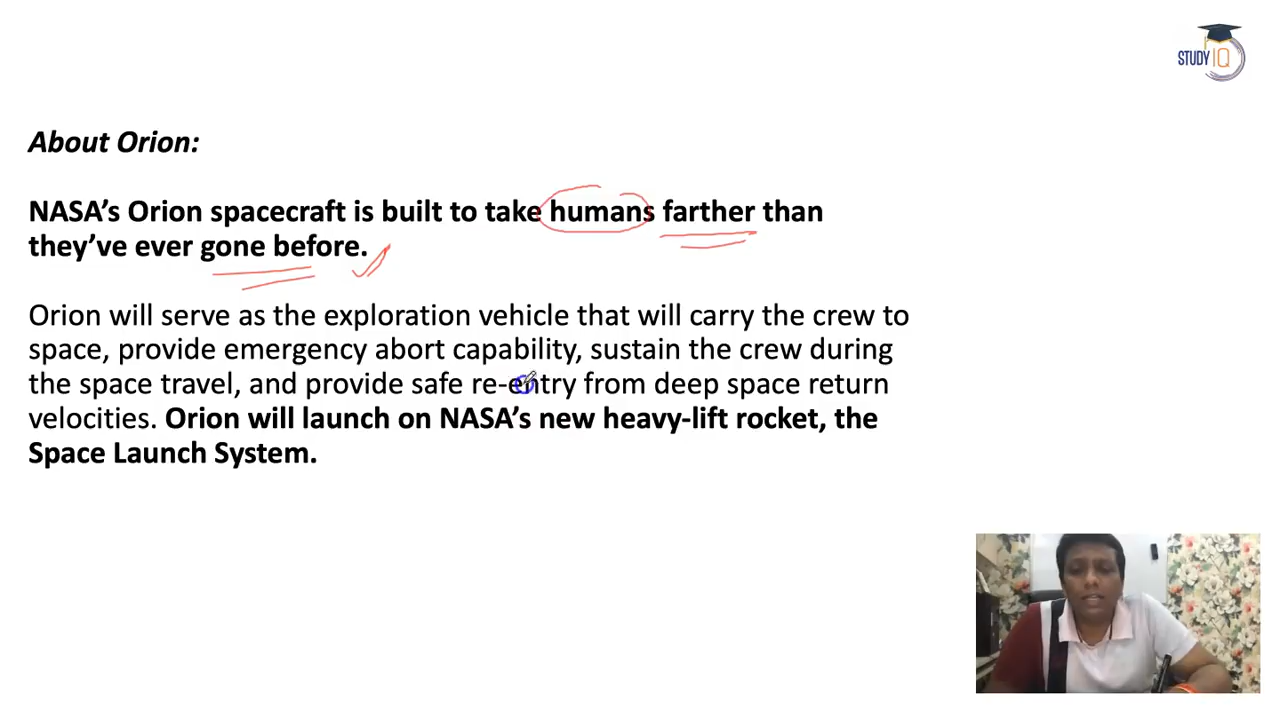 STUDY IQ
About Orion:
NASA's Orion spacecraft is built to take humans farther than
they've ever gone before.
Orion will serve as the exploration vehicle that will carry the crew to
space, provide emergency abort capability, sustain the crew during
the space travel, and provide safe re-entry from deep space return
velocities. Orion will launch on NASA's new heavy-lift rocket, the
Space Launch System.